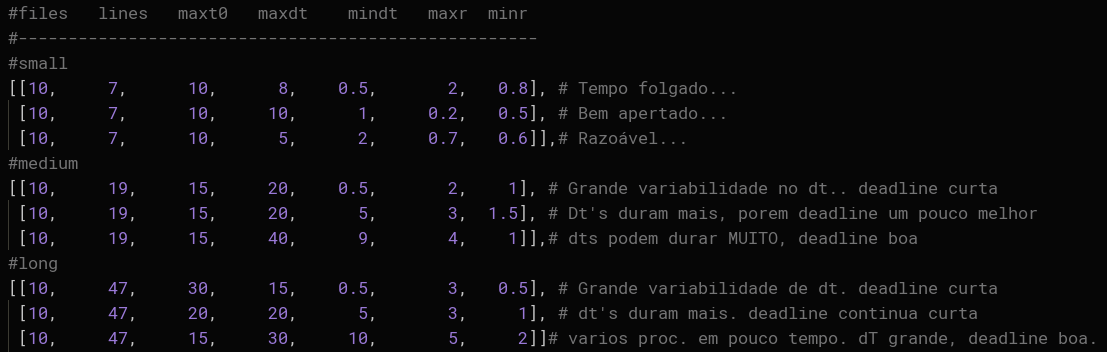 #files   lines   maxt0   maxdt    mindt   maxr  minr
#----------------------------------------------------
#small
[[10,     7,      10,      8,    0.5,       2,   0.8], # Tempo folgado...
 [10,     7,      10,     10,      1,     0.2,   0.5], # Bem apertado...
 [10,     7,      10,      5,      2,     0.7,   0.6]],# Razoável...
#medium
[[10,     19,     15,     20,    0.5,       2,     1], # Grande variabilidade no dt.. deadline curta
 [10,     19,     15,     20,      5,       3,   1.5], # Dt's duram mais, porem deadline um pouco melhor
 [10,     19,     15,     40,      9,       4,     1]],# dts podem durar MUITO, deadline boa
#long
[[10,     47,     30,     15,    0.5,       3,   0.5], # Grande variabilidade de dt. deadline curta
 [10,     47,     20,     20,      5,       3,     1], # dt's duram mais. deadline continua curta
 [10,     47,     15,     30,     10,       5,     2]]# varios proc. em pouco tempo. dT grande, deadline boa.